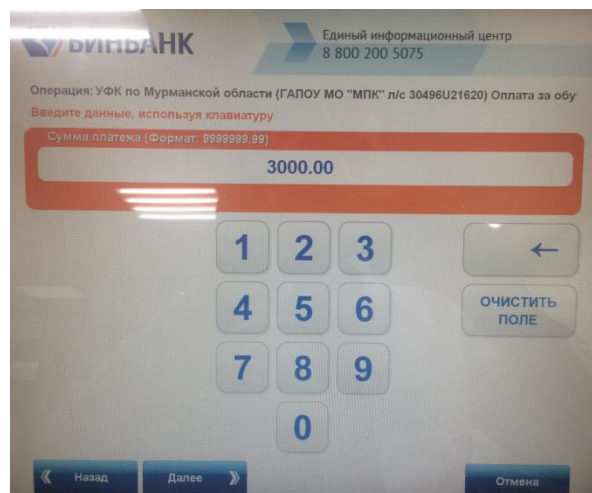 БИНБАНК
Единый информационный центр
8 800 200 5075
Операция: УФК по Мурманской области (ГАПОУ МО "МПК" л/с 30496U21620) Оплата за обу
Введите данные, используя клавиатуру
Сумма платежа (Формат: 9999999.99)
3000.00
1 2 3 ←
4 5 6 ОЧИСТИТЬ
ПОЛЕ
7 8 9
0
《 Назад Далее 》 Отмена